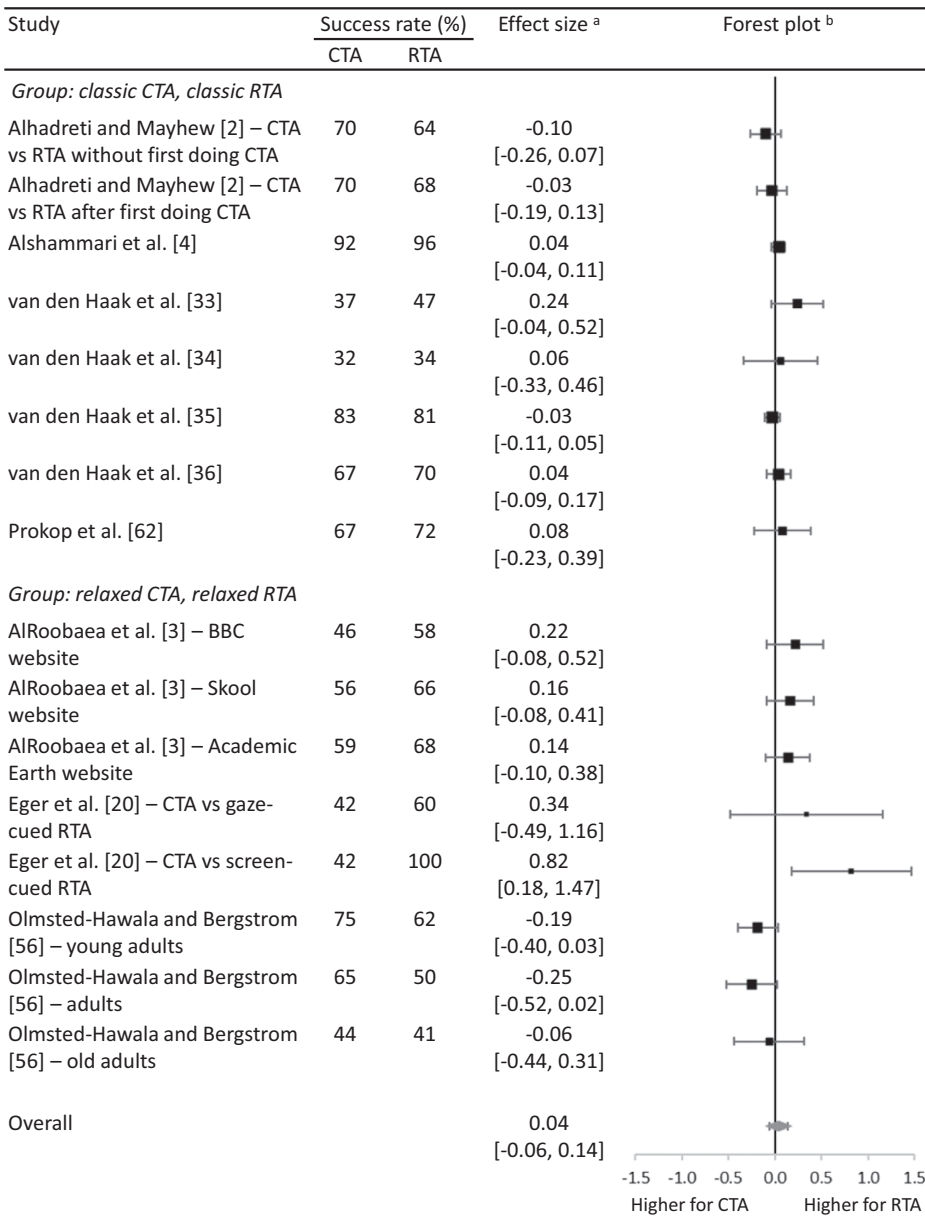 Study Success rate (%) Effect size a Forest plot b
CTA RTA
Group: classic CTA, classic RTA
Alhadreti and Mayhew [2] – CTA 70 64 -0.10
vs RTA without first doing CTA [-0.26, 0.07]
Alhadreti and Mayhew [2] – CTA 70 68 -0.03
vs RTA after first doing CTA [-0.19, 0.13]
Alshammari et al. [4] 92 96 0.04
[-0.04, 0.11]
van den Haak et al. [33] 37 47 0.24
[-0.04, 0.52]
van den Haak et al. [34] 32 34 0.06
[-0.33, 0.46]
van den Haak et al. [35] 83 81 -0.03
[-0.11, 0.05]
van den Haak et al. [36] 67 70 0.04
[-0.09, 0.17]
Prokop et al. [62] 67 72 0.08
[-0.23, 0.39]
Group: relaxed CTA, relaxed RTA
AlRoobaea et al. [3] – BBC 46 58 0.22
website [-0.08, 0.52]
AlRoobaea et al. [3] – Skool 56 66 0.16
website [-0.08, 0.41]
AlRoobaea et al. [3] – Academic 59 68 0.14
Earth website [-0.10, 0.38]
Eger et al. [20] – CTA vs gaze- 42 60 0.34
cued RTA [-0.49, 1.16]
Eger et al. [20] – CTA vs screen- 42 100 0.82
cued RTA [0.18, 1.47]
Olmsted-Hawala and Bergstrom 75 62 -0.19
[56] – young adults [-0.40, 0.03]
Olmsted-Hawala and Bergstrom 65 50 -0.25
[56] – adults [-0.52, 0.02]
Olmsted-Hawala and Bergstrom 44 41 -0.06
[56] – old adults [-0.44, 0.31]
Overall 0.04
[-0.06, 0.14]
-1.5 -1.0 -0.5 0.0 0.5 1.0 1.5
Higher for CTA Higher for RTA